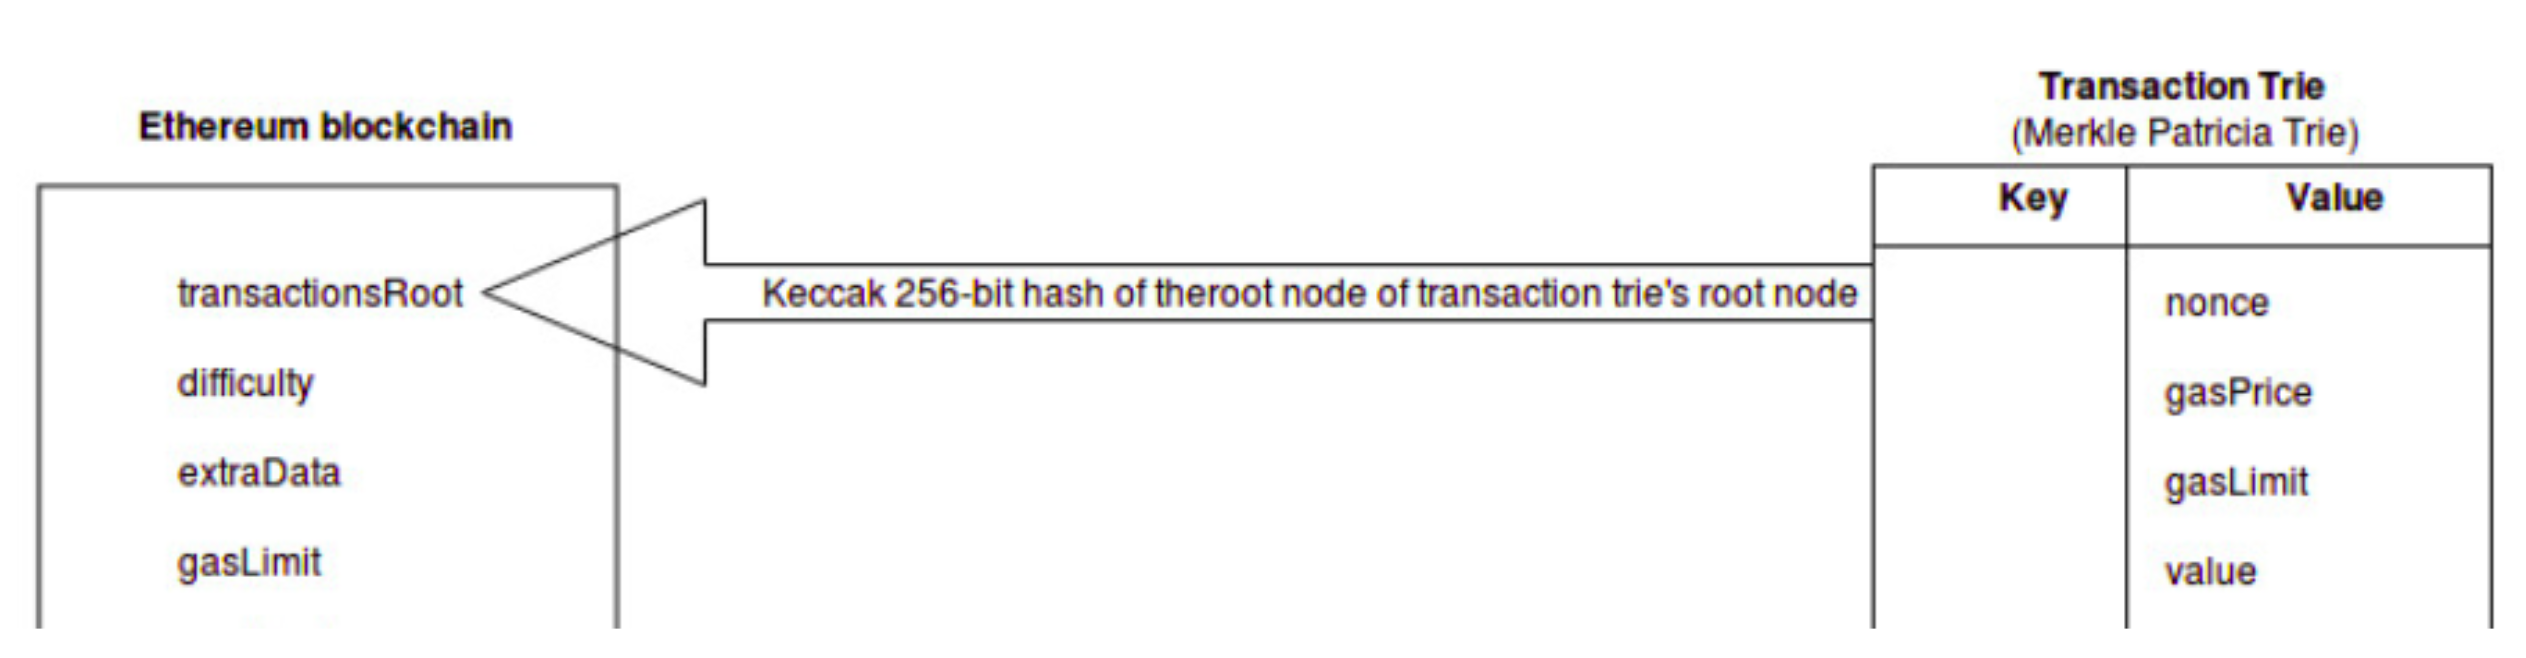 Ethereum blockchain
transactionsRoot
difficulty
extraData
gasLimit
Keccak 256-bit hash of theroot node of transaction trie's root node
Transaction Trie
(Merkle Patricia Trie)
Key Value
nonce
gasPrice
gasLimit
value